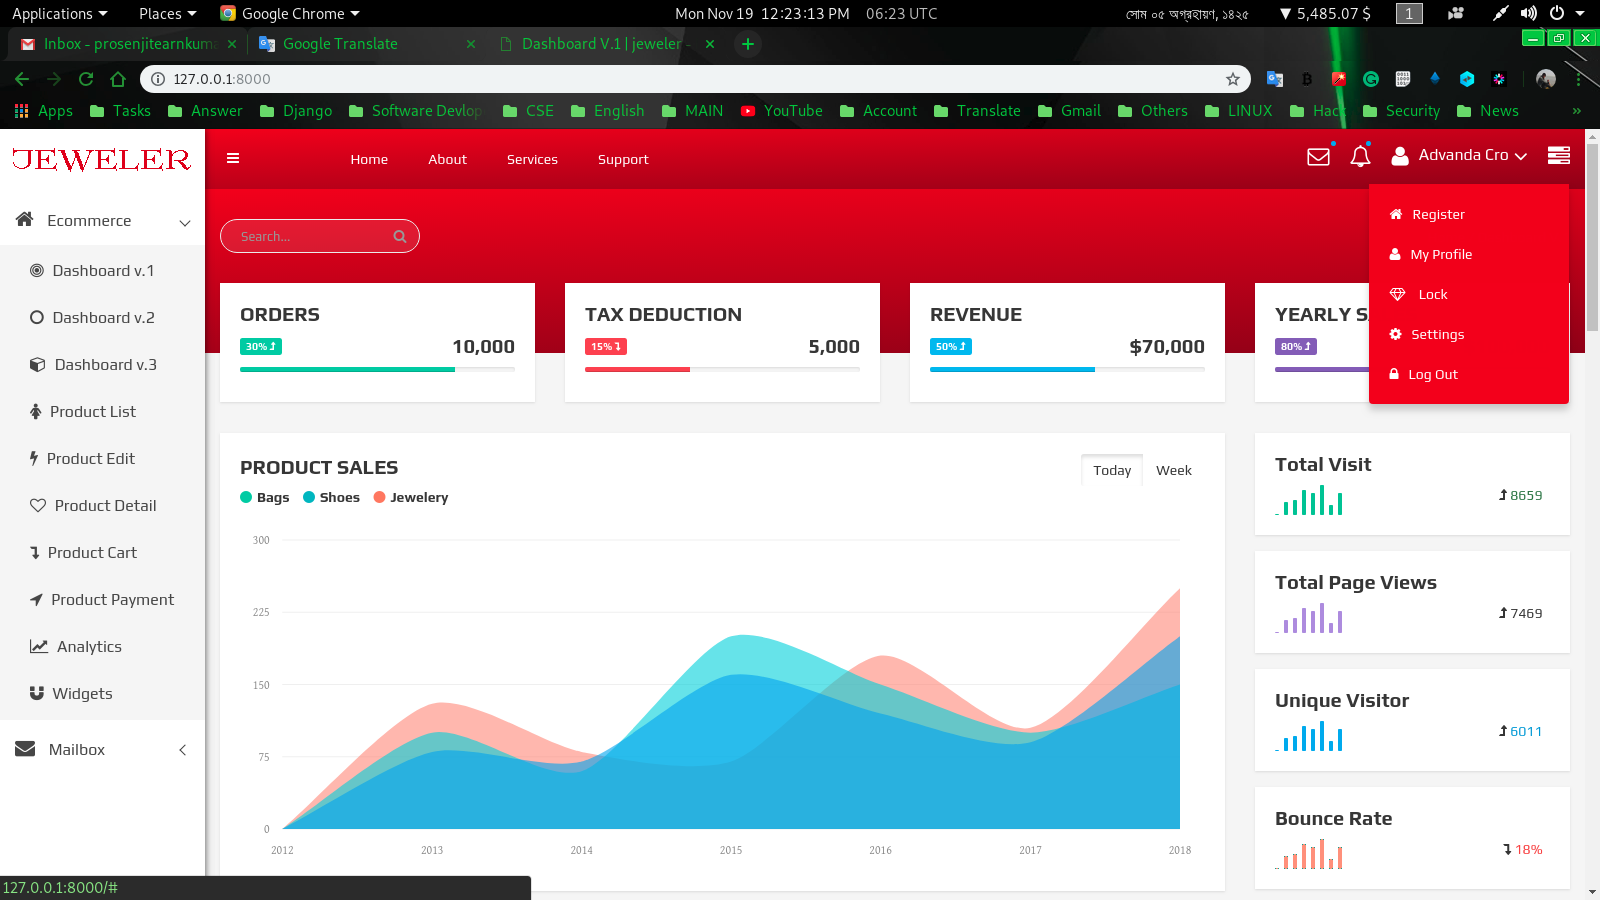 Applications Places Google Chrome Mon Nov 19 12:23:13 PM 06:23 UTC সোম ০৫ অগ্রহায়ণ, ১৪২৫ ▼ 5,485.07 $ 1
Inbox - prosenjitearnkuma Google Translate Dashboard V.1 | jeweler -
127.0.0.1:8000
Apps Tasks Answer Django Software Devlop CSE English MAIN YouTube Account Translate Gmail Others LINUX Hack Security News »
JEWELER
Home About Services Support Advanda Cro
Ecommerce
Dashboard v.1
Dashboard v.2
Dashboard v.3
Product List
Product Edit
Product Detail
Product Cart
Product Payment
Analytics
Widgets
Mailbox
Search...
Register
My Profile
Lock
Settings
Log Out
ORDERS
30% 10,000
TAX DEDUCTION
15% 5,000
REVENUE
50% $70,000
YEARLY S
80%
PRODUCT SALES
Today Week
Bags Shoes Jewelery
300
225
150
75
0
2012 2013 2014 2015 2016 2017 2018
Total Visit
8659
Total Page Views
7469
Unique Visitor
6011
Bounce Rate
18%
127.0.0.1:8000/#